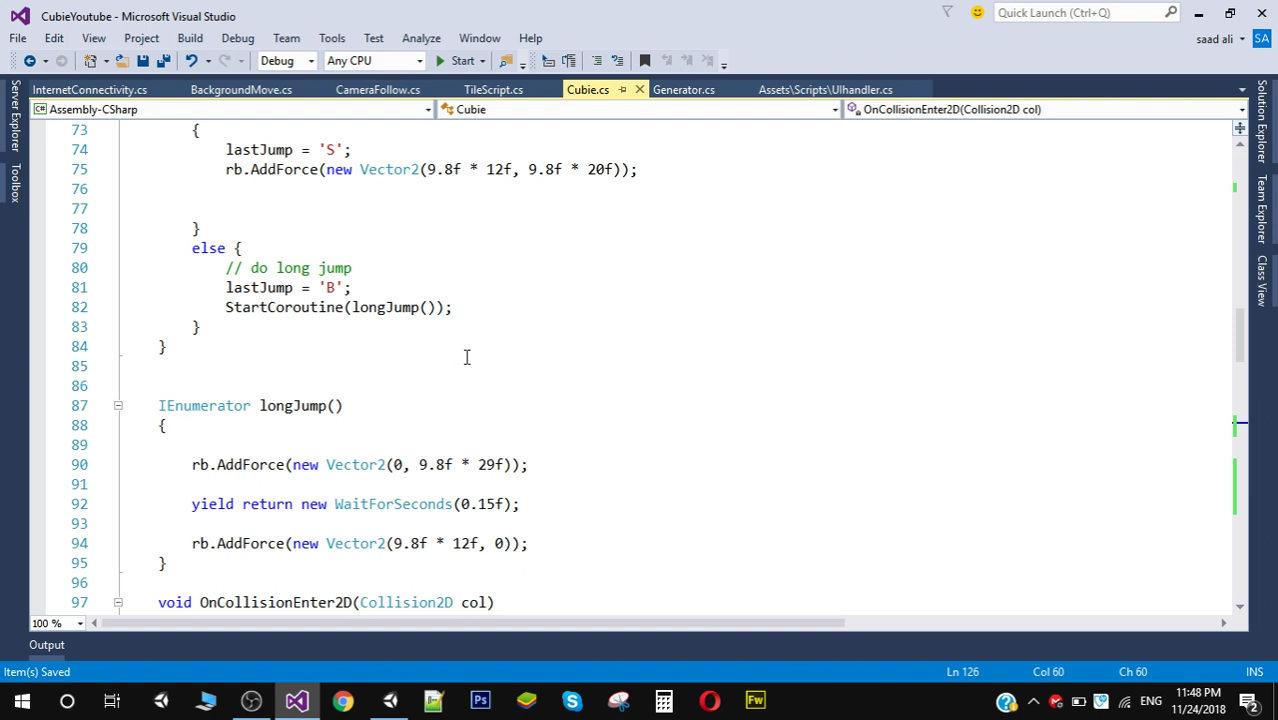 CubieYoutube - Microsoft Visual Studio
Quick Launch (Ctrl+Q)
File Edit View Project Build Debug Team Tools Test Analyze Window Help
saad ali SA
Debug Any CPU Start
InternetConnectivity.cs BackgroundMove.cs CameraFollow.cs TileScript.cs Cubie.cs Generator.cs Assets\Scripts\UIhandler.cs
Assembly-CSharp Cubie OnCollisionEnter2D(Collision2D col)
Server Explorer
Toolbox
Solution Explorer
Team Explorer
Class View
73 {
74 lastJump = 'S';
75 rb.AddForce(new Vector2(9.8f * 12f, 9.8f * 20f));
76
77
78 }
79 else {
80 // do long jump
81 lastJump = 'B';
82 StartCoroutine(longJump());
83 }
84 }
85
86
87 IEnumerator longJump()
88 {
89
90 rb.AddForce(new Vector2(0, 9.8f * 29f));
91
92 yield return new WaitForSeconds(0.15f);
93
94 rb.AddForce(new Vector2(9.8f * 12f, 0));
95 }
96
97 void OnCollisionEnter2D(Collision2D col)
100 %
Output
Item(s) Saved Ln 126 Col 60 Ch 60 INS
Ps Fw ENG 11:48 PM
11/24/2018 2